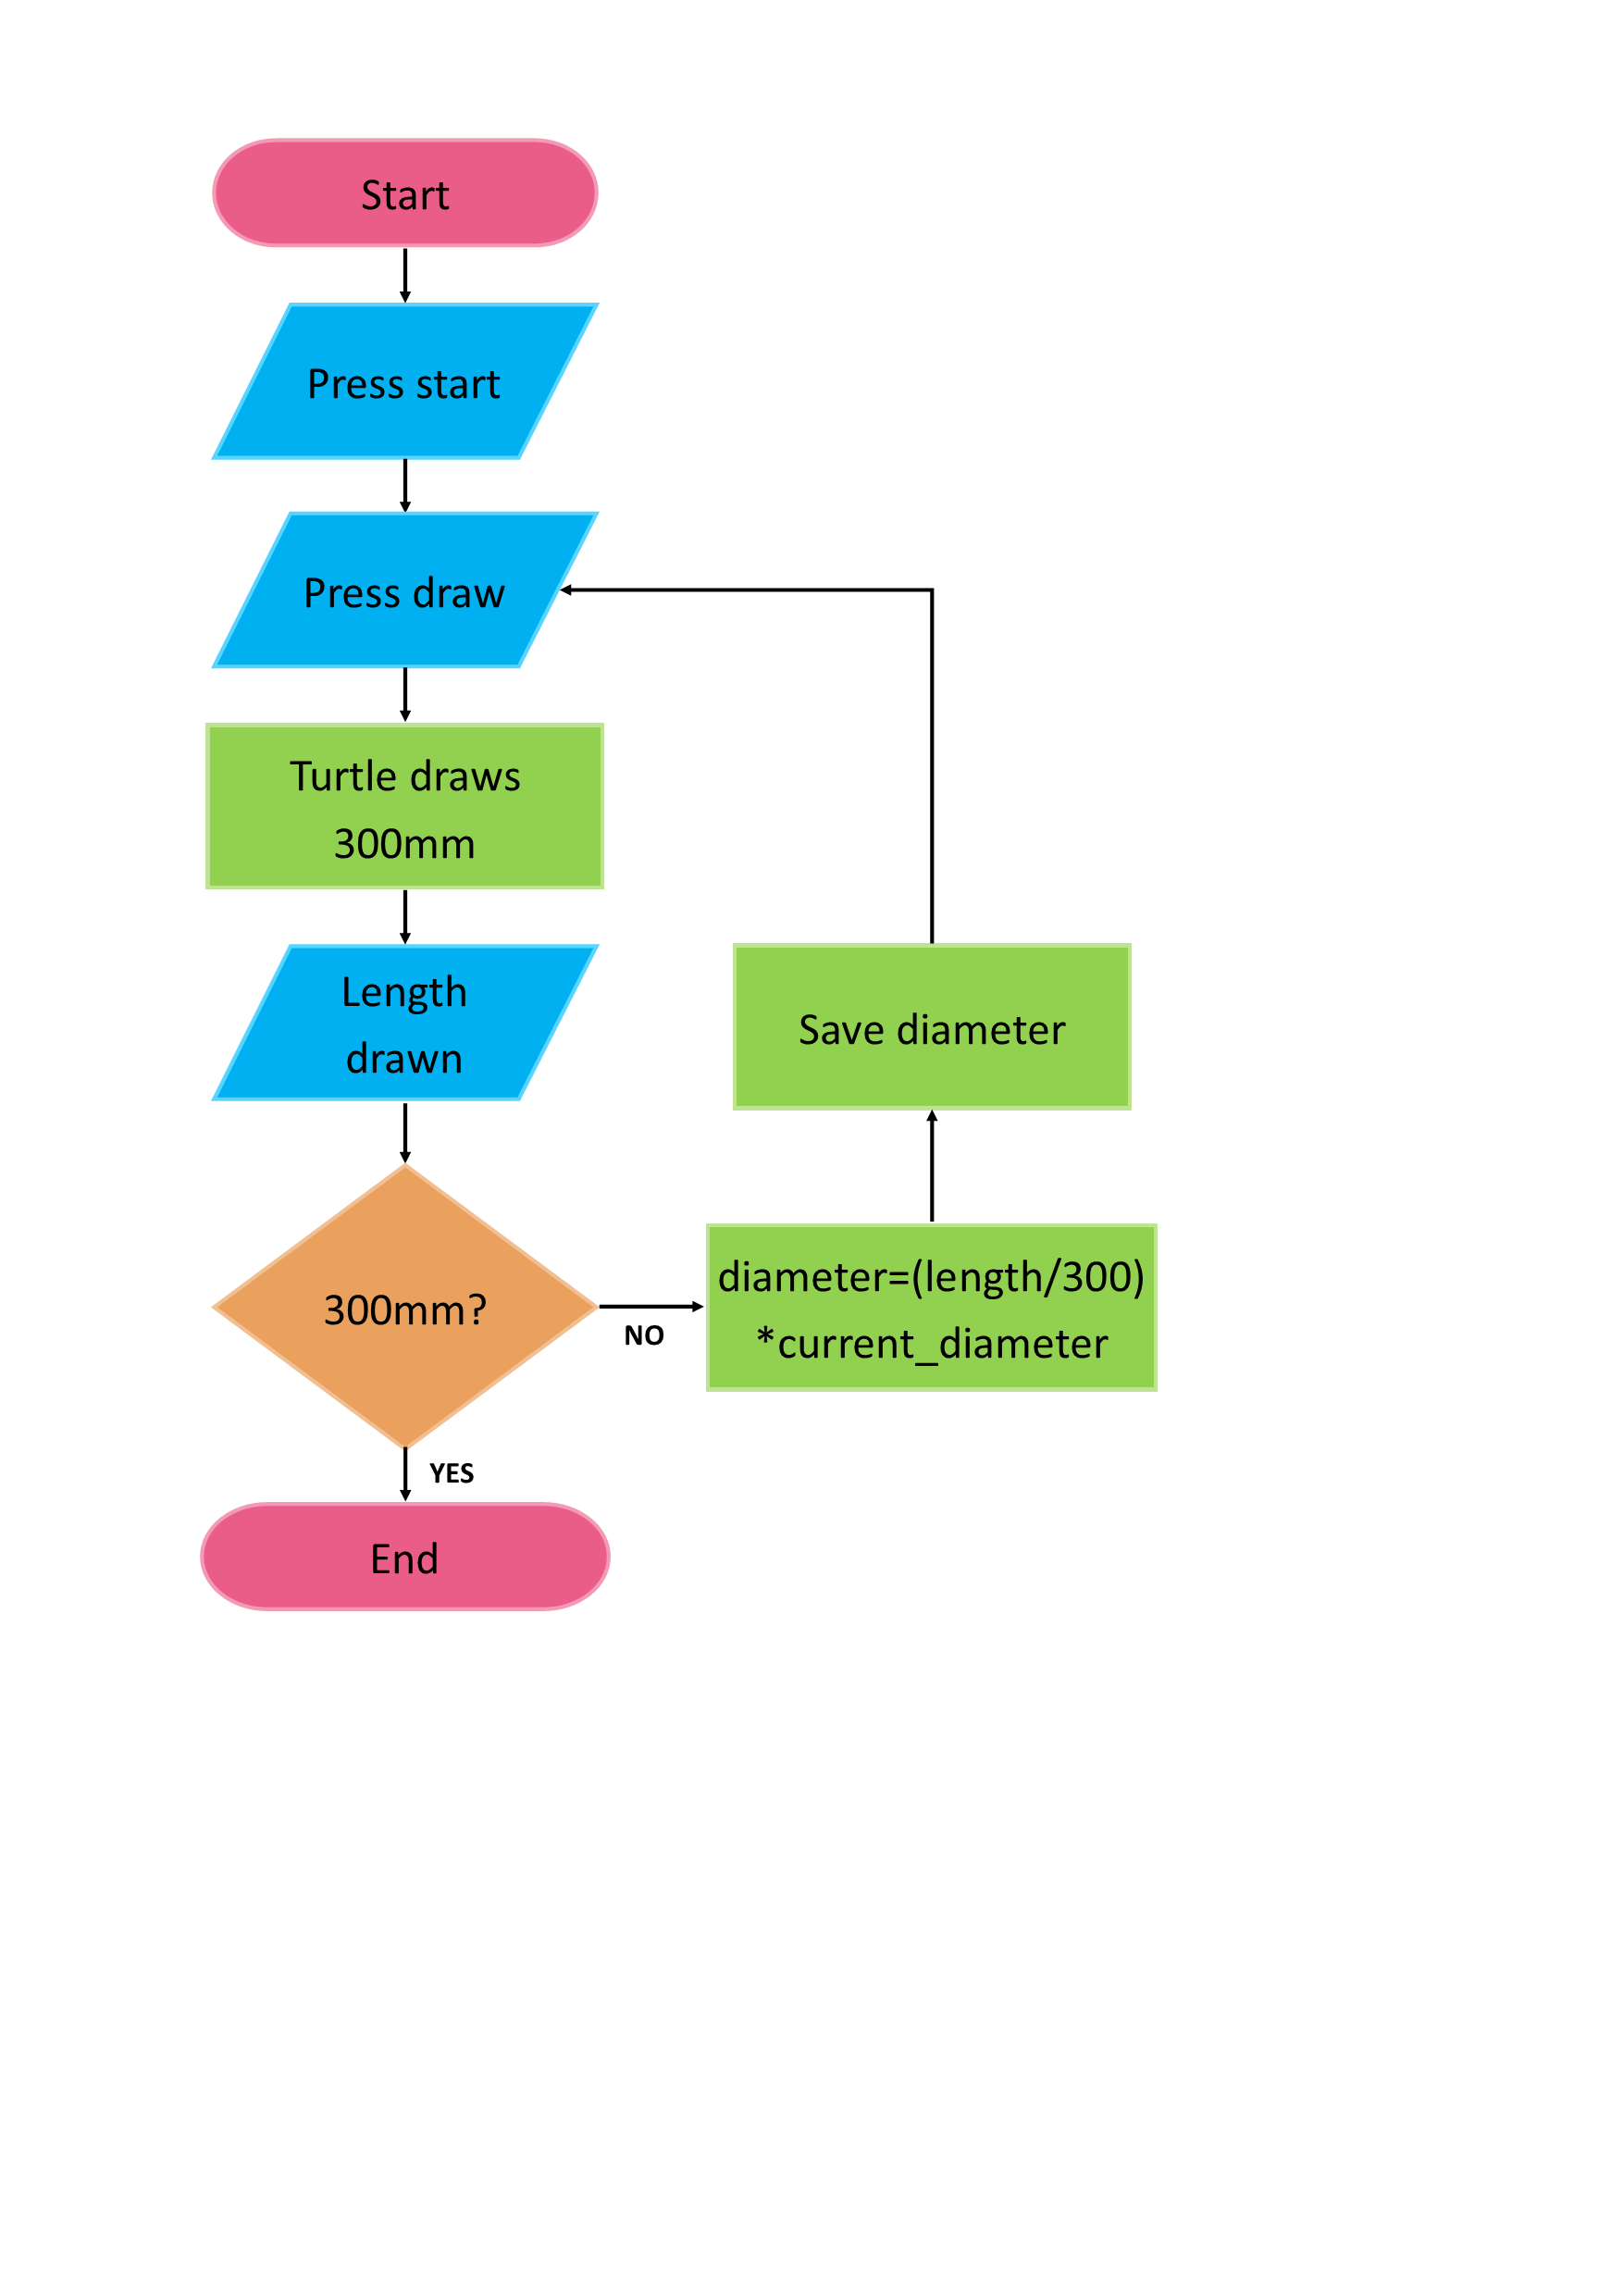 Start
Press start
Press draw
Turtle draws
300mm
Length
drawn
Save diameter
300mm?
NO
diameter=(length/300)
*current_diameter
YES
End